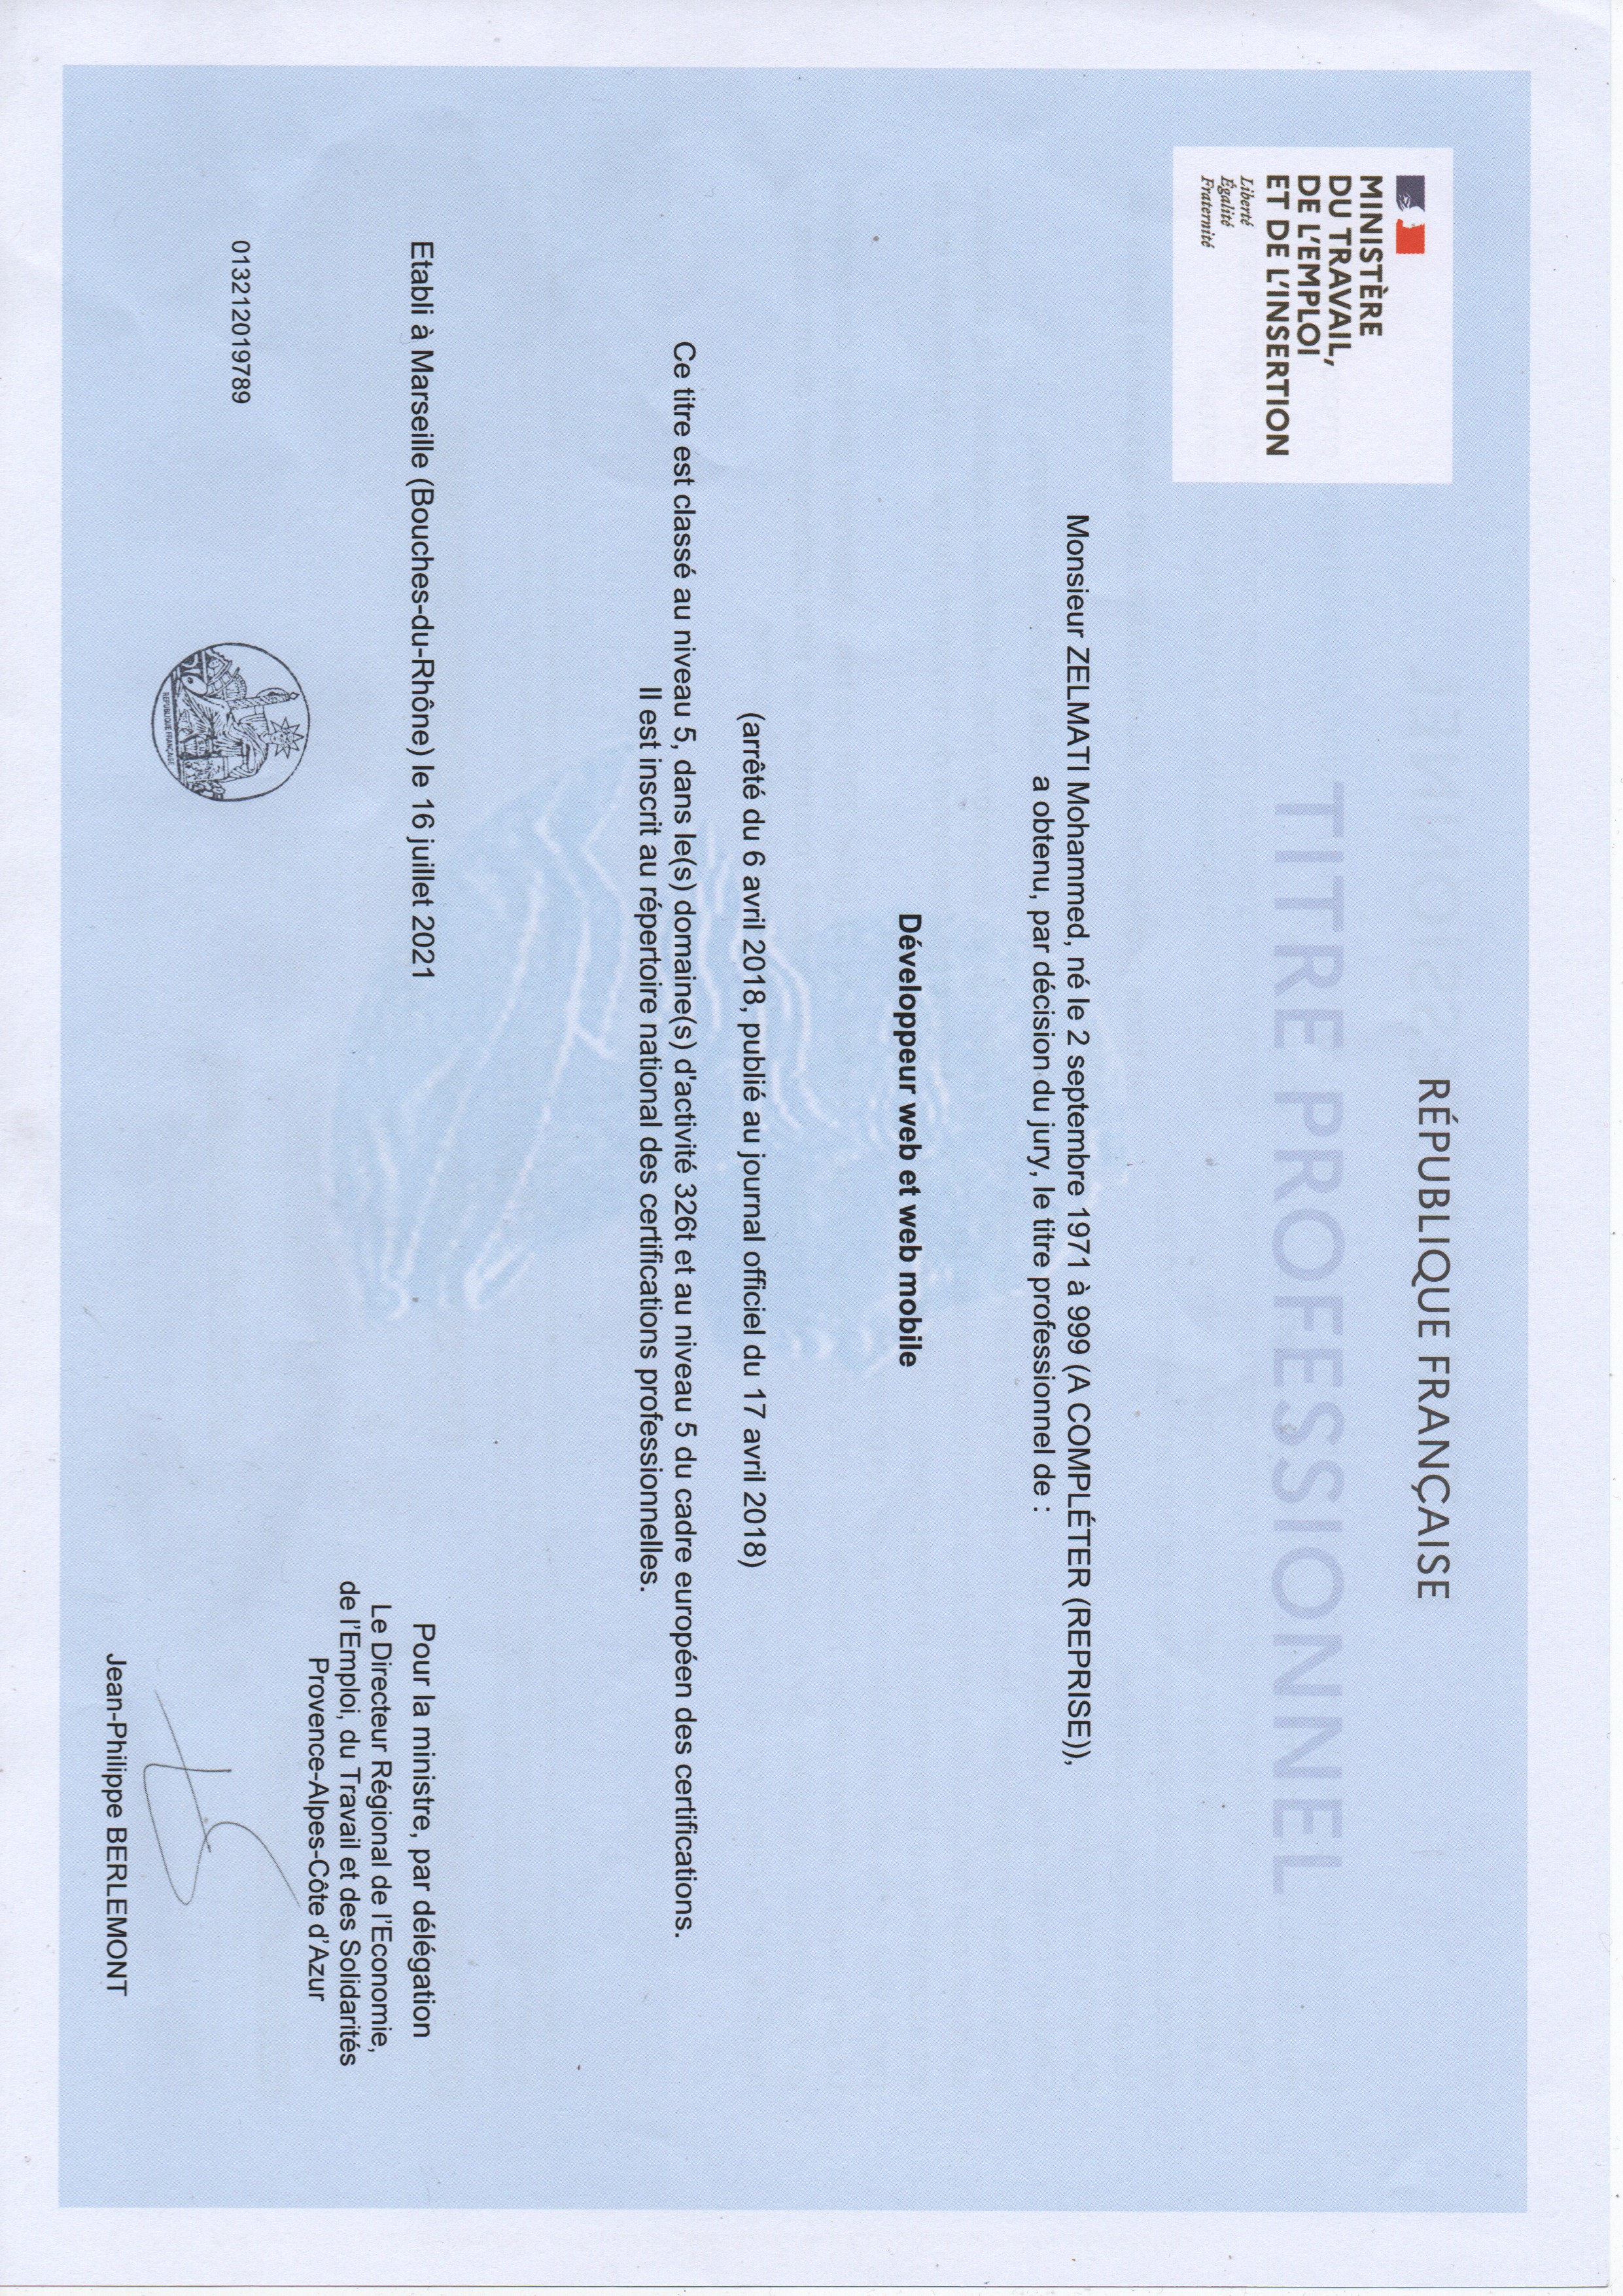 RÉPUBLIQUE FRANÇAISE
TITRE PROFESSIONNEL
MINISTÈRE
DU TRAVAIL,
DE L'EMPLOI
ET DE L'INSERTION
Liberté
Égalité
Fraternité
Monsieur ZELMATI Mohammed, né le 2 septembre 1971 à 999 (A COMPLÉTER (REPRISE)),
a obtenu, par décision du jury, le titre professionnel de :
Développeur web et web mobile
(arrêté du 6 avril 2018, publié au journal officiel du 17 avril 2018)
Ce titre est classé au niveau 5, dans le(s) domaine(s) d'activité 326t et au niveau 5 du cadre européen des certifications.
Il est inscrit au répertoire national des certifications professionnelles.
Etabli à Marseille (Bouches-du-Rhône) le 16 juillet 2021
Pour la ministre, par délégation
Le Directeur Régional de l'Economie,
de l'Emploi, du Travail et des Solidarités
Provence-Alpes-Côte d'Azur
013212019789
REPUBLIQUE FRANÇAISE
Jean-Philippe BERLEMONT